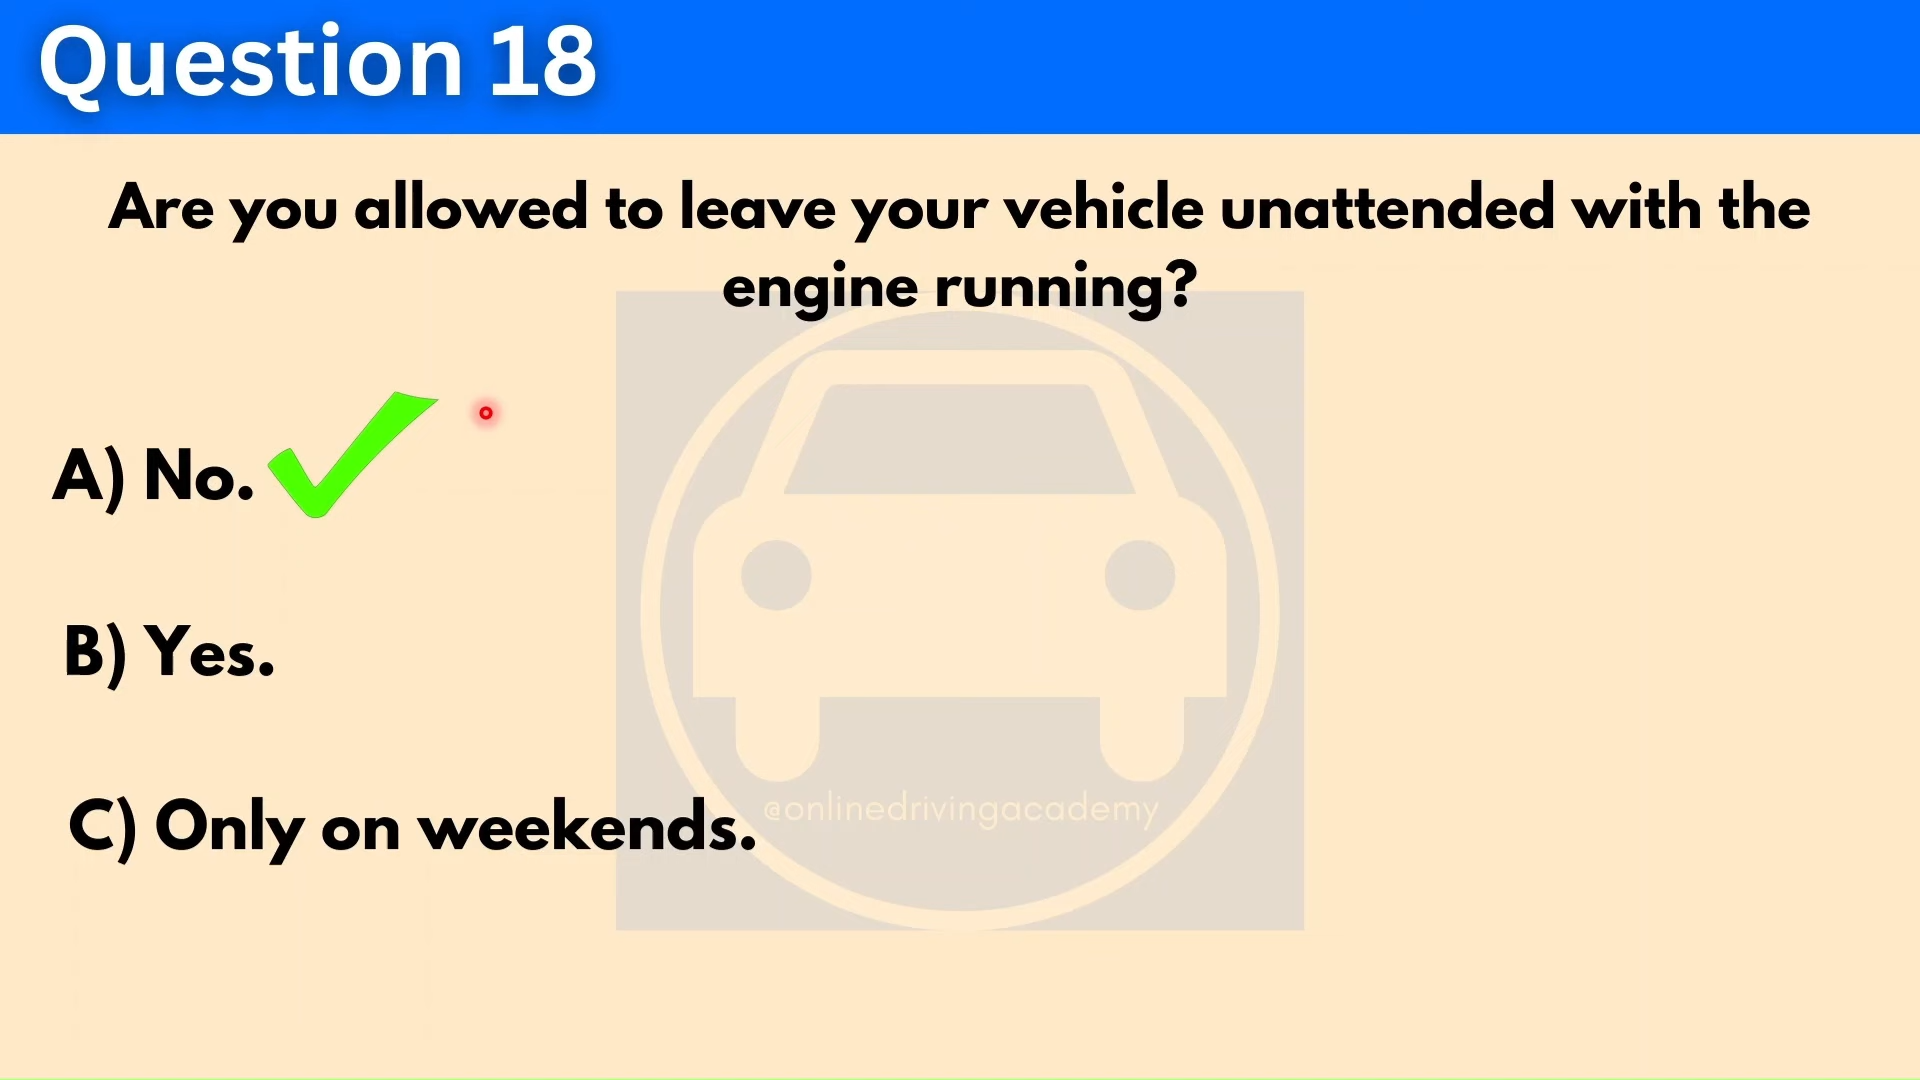 Question 18
Are you allowed to leave your vehicle unattended with the
engine running?
A) No.
B) Yes.
C) Only on weekends.
@onlinedrivingacademy